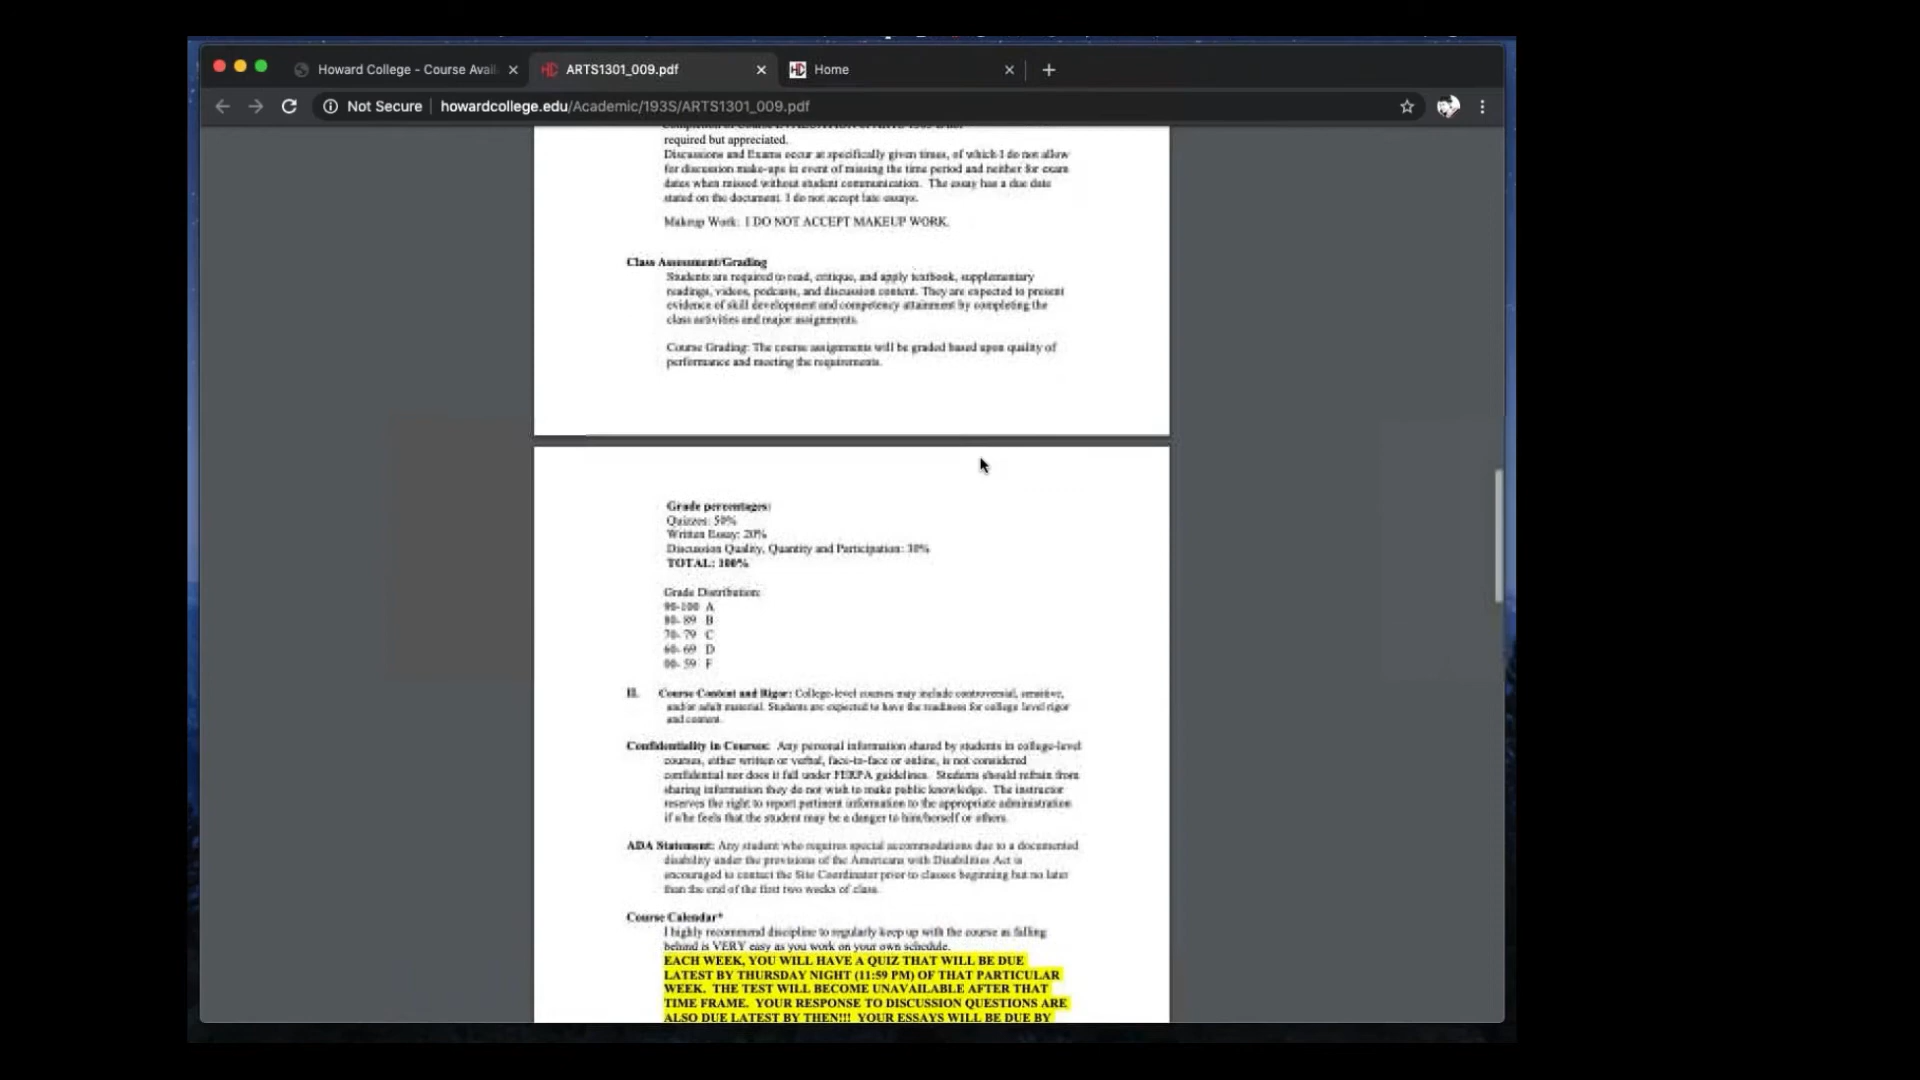 Howard College - Course Avail
ARTS1301_009.pdf
Home
Not Secure | howardcollege.edu/Academic/193S/ARTS1301_009.pdf
required but appreciated.
Discussions and Exams occur at specifically given times, of which I do not allow
for discussion make-ups in event of missing the time period and neither for exam
dates when missed without student communication. The essay has a due date
stated on the document. I do not accept late essays.
Makeup Work: I DO NOT ACCEPT MAKEUP WORK.
Class Assessment/Grading
Students are required to read, critique, and apply textbook, supplementary
readings, videos, podcasts, and discussion content. They are expected to present
evidence of skill development and competency attainment by completing the
class activities and major assignments.
Course Grading: The course assignments will be graded based upon quality of
performance and meeting the requirements.
Grade percentages:
Quizzes: 50%
Written Essay: 20%
Discussion Quality, Quantity and Participation: 30%
TOTAL: 100%
Grade Distribution:
90-100 A
80- 89 B
70- 79 C
60- 69 D
00- 59 F
II. Course Content and Rigor: College-level courses may include controversial, sensitive,
and/or adult material. Students are expected to have the readiness for college level rigor
and content.
Confidentiality in Courses: Any personal information shared by students in college-level
courses, either written or verbal, face-to-face or online, is not considered
confidential nor does it fall under FERPA guidelines. Students should refrain from
sharing information they do not wish to make public knowledge. The instructor
reserves the right to report pertinent information to the appropriate administration
if s/he feels that the student may be a danger to him/herself or others.
ADA Statement: Any student who requires special accommodations due to a documented
disability under the provisions of the Americans with Disabilities Act is
encouraged to contact the Site Coordinator prior to classes beginning but no later
than the end of the first two weeks of class.
Course Calendar*
I highly recommend discipline to regularly keep up with the course as falling
behind is VERY easy as you work on your own schedule.
EACH WEEK, YOU WILL HAVE A QUIZ THAT WILL BE DUE
LATEST BY THURSDAY NIGHT (11:59 PM) OF THAT PARTICULAR
WEEK. THE TEST WILL BECOME UNAVAILABLE AFTER THAT
TIME FRAME. YOUR RESPONSE TO DISCUSSION QUESTIONS ARE
ALSO DUE LATEST BY THEN!!! YOUR ESSAYS WILL BE DUE BY